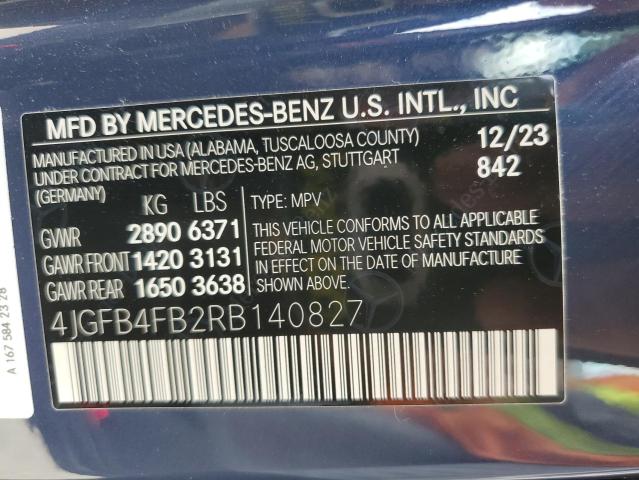 MFD BY MERCEDES-BENZ U.S. INTL., INC
MANUFACTURED IN USA (ALABAMA, TUSCALOOSA COUNTY)
UNDER CONTRACT FOR MERCEDES-BENZ AG, STUTTGART
(GERMANY)
12/23
842
KG LBS
GVWR 2890 6371
GAWR FRONT 1420 3131
GAWR REAR 1650 3638
TYPE: MPV
THIS VEHICLE CONFORMS TO ALL APPLICABLE
FEDERAL MOTOR VEHICLE SAFETY STANDARDS
IN EFFECT ON THE DATE OF MANUFACTURE
SHOWN ABOVE.
4JGFB4FB2RB140827
A 167 584 23 28